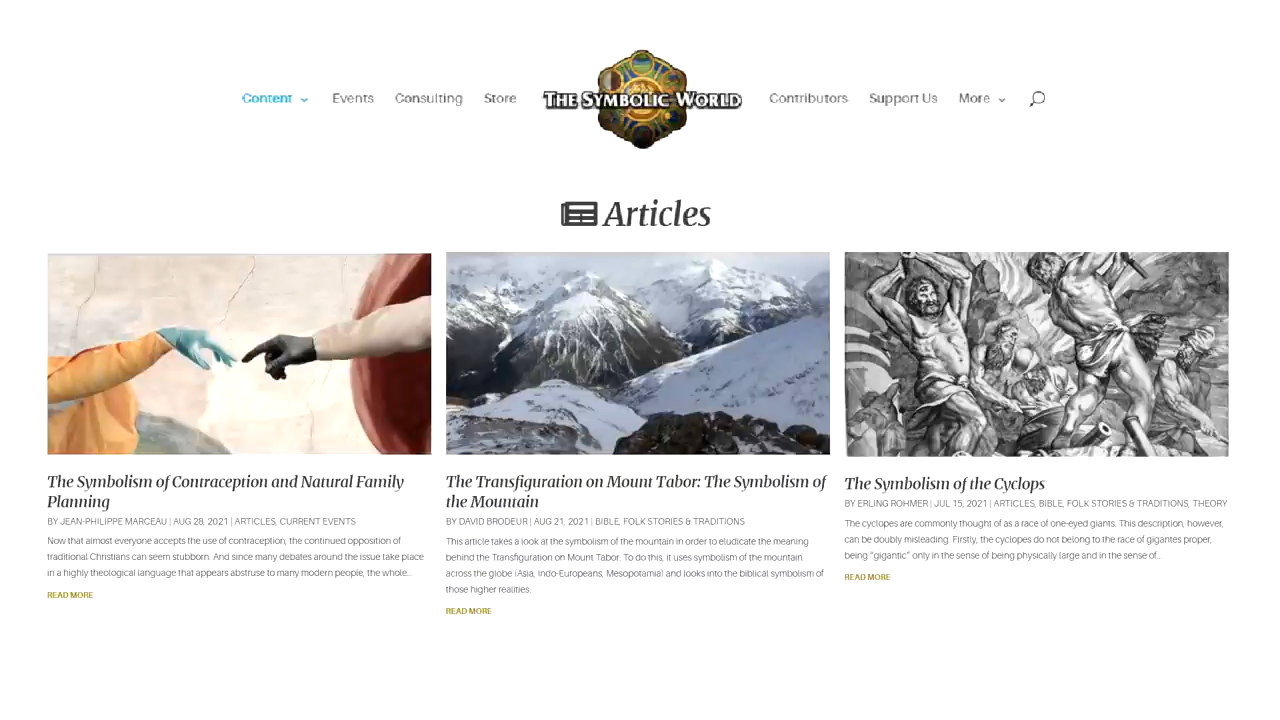 Content Events Consulting Store THE SYMBOLIC WORLD Contributors Support Us More
Articles
The Symbolism of Contraception and Natural Family
Planning
BY JEAN-PHILIPPE MARCEAU | AUG 28, 2021 | ARTICLES, CURRENT EVENTS
Now that almost everyone accepts the use of contraception, the continued opposition of
traditional Christians can seem stubborn. And since many debates around the issue take place
in a highly theological language that appears abstruse to many modern people, the whole...
READ MORE
The Transfiguration on Mount Tabor: The Symbolism of
the Mountain
BY DAVID BRODEUR | AUG 21, 2021 | BIBLE, FOLK STORIES & TRADITIONS
This article takes a look at the symbolism of the mountain in order to elucidate the meaning
behind the Transfiguration on Mount Tabor. To do this, it uses symbolism of the mountain
across the globe (Asia, Indo-Europeans, Mesopotamia) and looks into the biblical symbolism of
those higher realities.
READ MORE
The Symbolism of the Cyclops
BY ERLING ROHMER | JUL 15, 2021 | ARTICLES, BIBLE, FOLK STORIES & TRADITIONS, THEORY
The cyclopes are commonly thought of as a race of one-eyed giants. This description, however,
can be doubly misleading. Firstly, the cyclopes do not belong to the race of gigantes proper,
being "gigantic" only in the sense of being physically large and in the sense of...
READ MORE